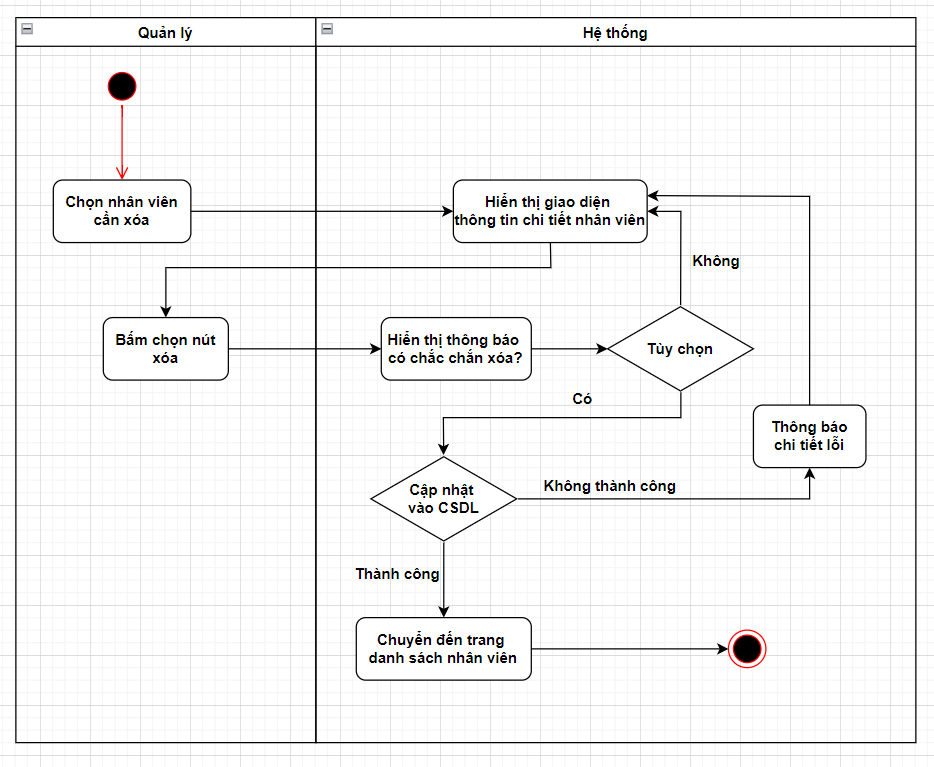 Quản lý
Hệ thống
Chọn nhân viên
cần xóa
Hiển thị giao diện
thông tin chi tiết nhân viên
Không
Bấm chọn nút
xóa
Hiển thị thông báo
có chắc chắn xóa?
Tùy chọn
Có
Thông báo
chi tiết lỗi
Cập nhật
vào CSDL
Không thành công
Thành công
Chuyển đến trang
danh sách nhân viên